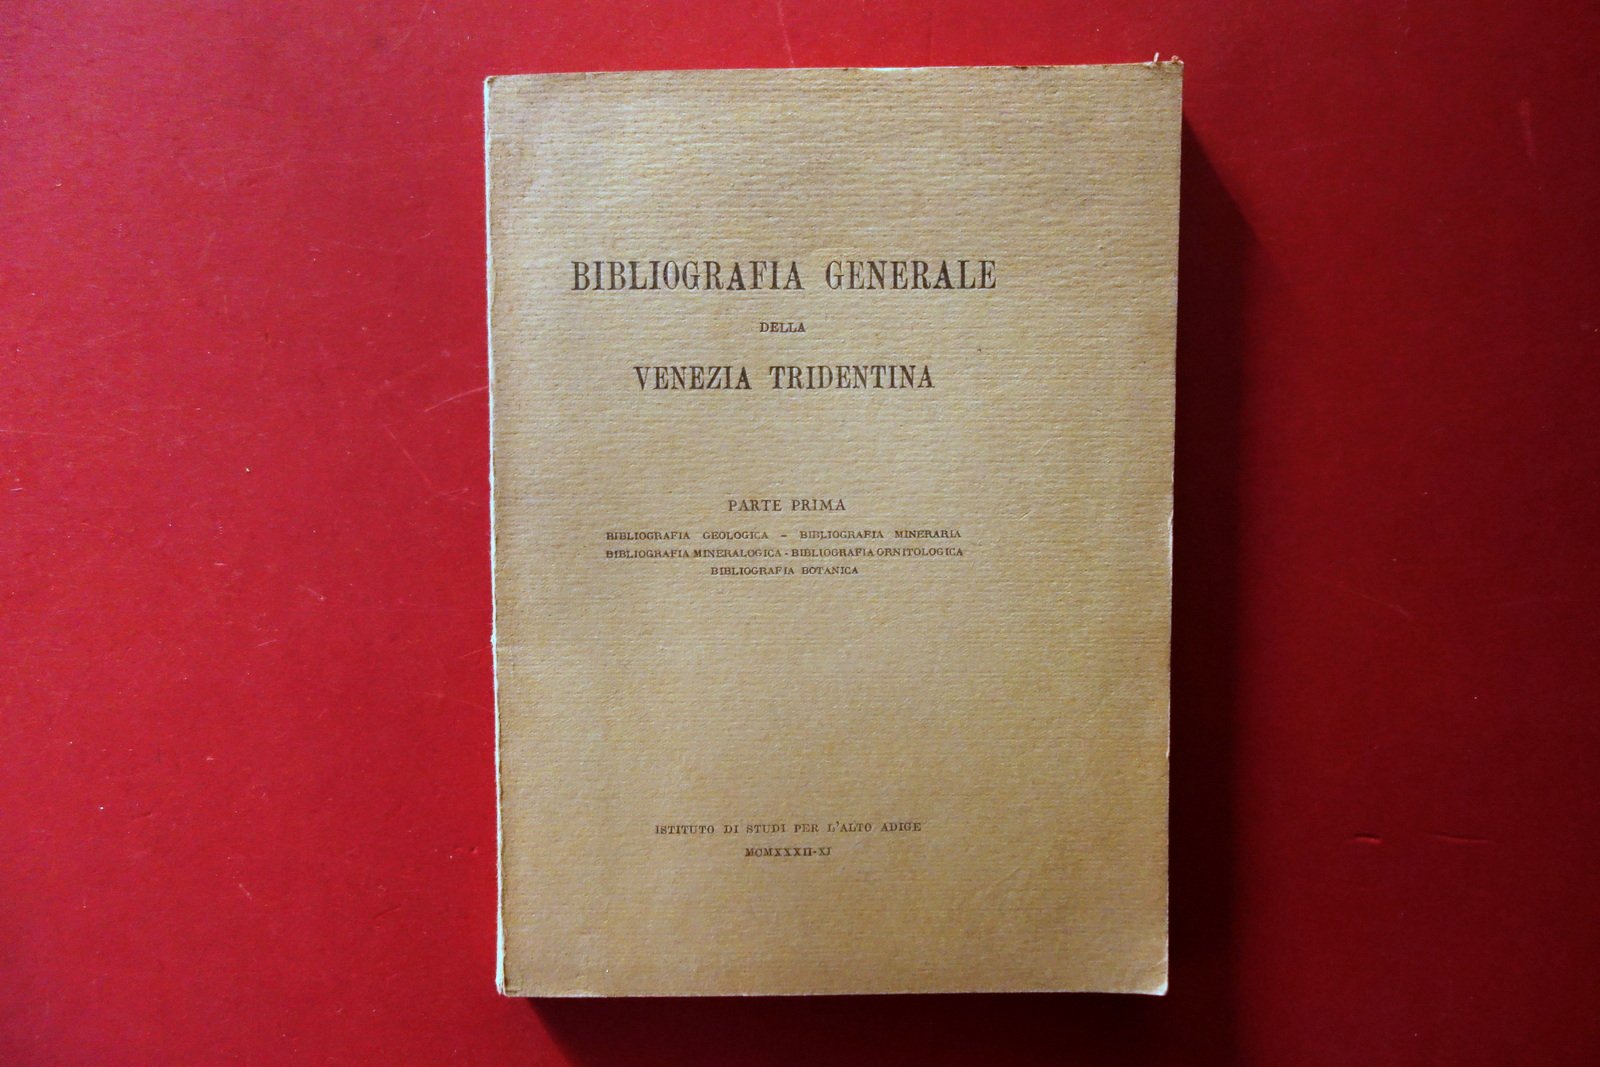 BIBLIOGRAFIA GENERALE
DELLA
VENEZIA TRIDENTINA
PARTE PRIMA
BIBLIOGRAFIA GEOLOGICA - BIBLIOGRAFIA MINERARIA
BIBLIOGRAFIA MINERALOGICA - BIBLIOGRAFIA ORNITOLOGICA
BIBLIOGRAFIA BOTANICA
ISTITUTO DI STUDI PER L'ALTO ADIGE
MCMXXXII-XI